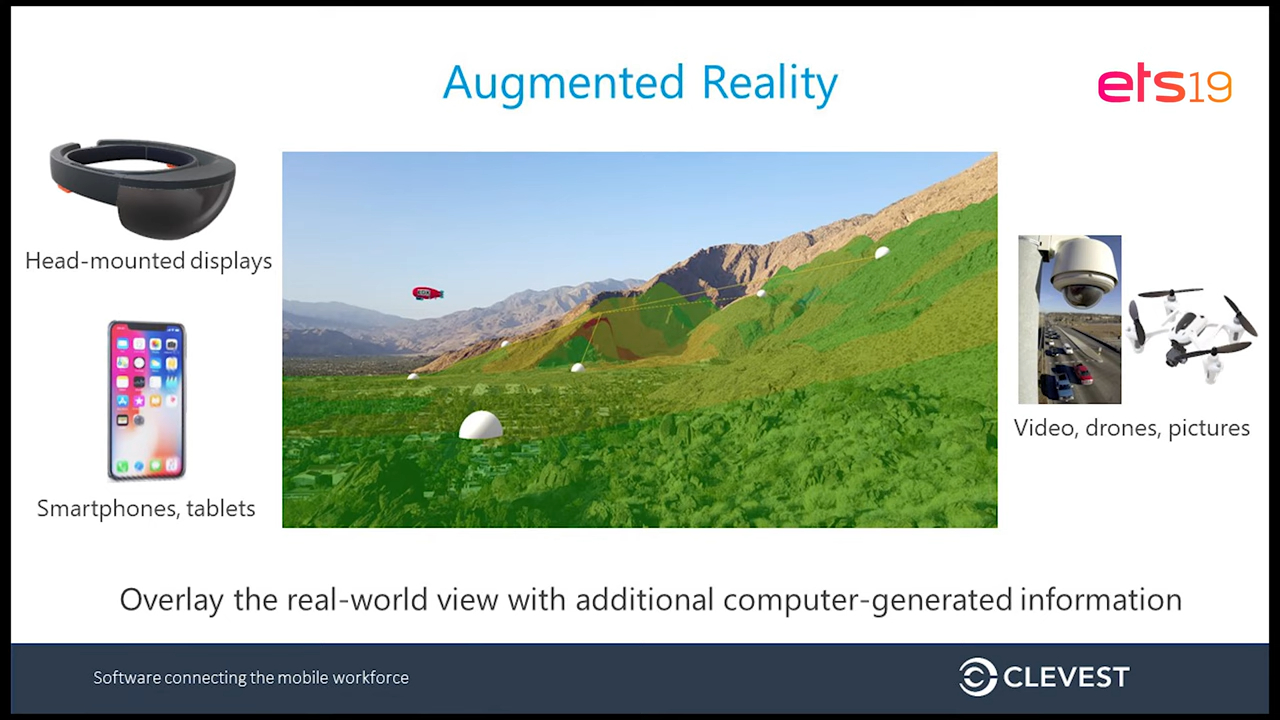 Augmented Reality
ets19
Head-mounted displays
Smartphones, tablets
Video, drones, pictures
Overlay the real-world view with additional computer-generated information
Software connecting the mobile workforce
CLEVEST